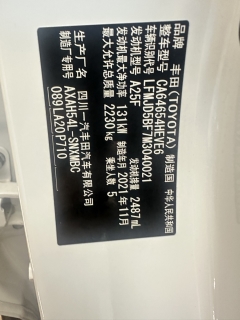 品牌 丰田(TOYOTA) 制造国 中华人民共和国
整车型号 CA64654HEVE6
车辆识别代号 LFMJD58F7M3040021
发动机型号 A25F 发动机排量 2487mL
发动机最大净功率 131kW 制造年月 2021年11月
最大允许总质量 2230kg 乘坐人数 5
生产厂名 四川一汽丰田汽车有限公司
AXAH54L-SNXMBC
制造厂专用号 089LA20P710